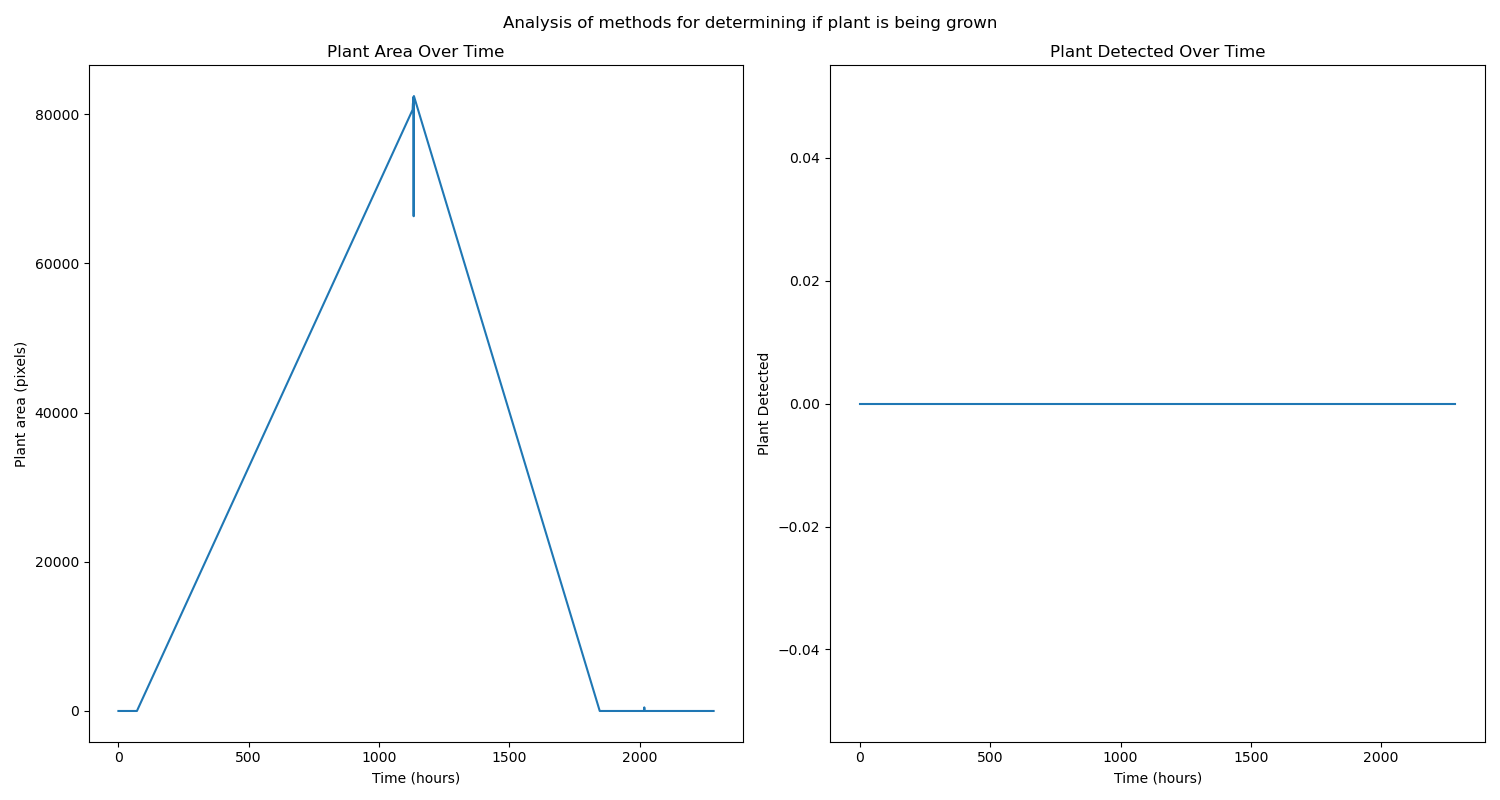 Analysis of methods for determining if plant is being grown
Plant Area Over Time
80000
60000
40000
20000
0
Plant area (pixels)
0 500 1000 1500 2000
Time (hours)
Plant Detected Over Time
0.04
0.02
0.00
−0.02
−0.04
Plant Detected
0 500 1000 1500 2000
Time (hours)